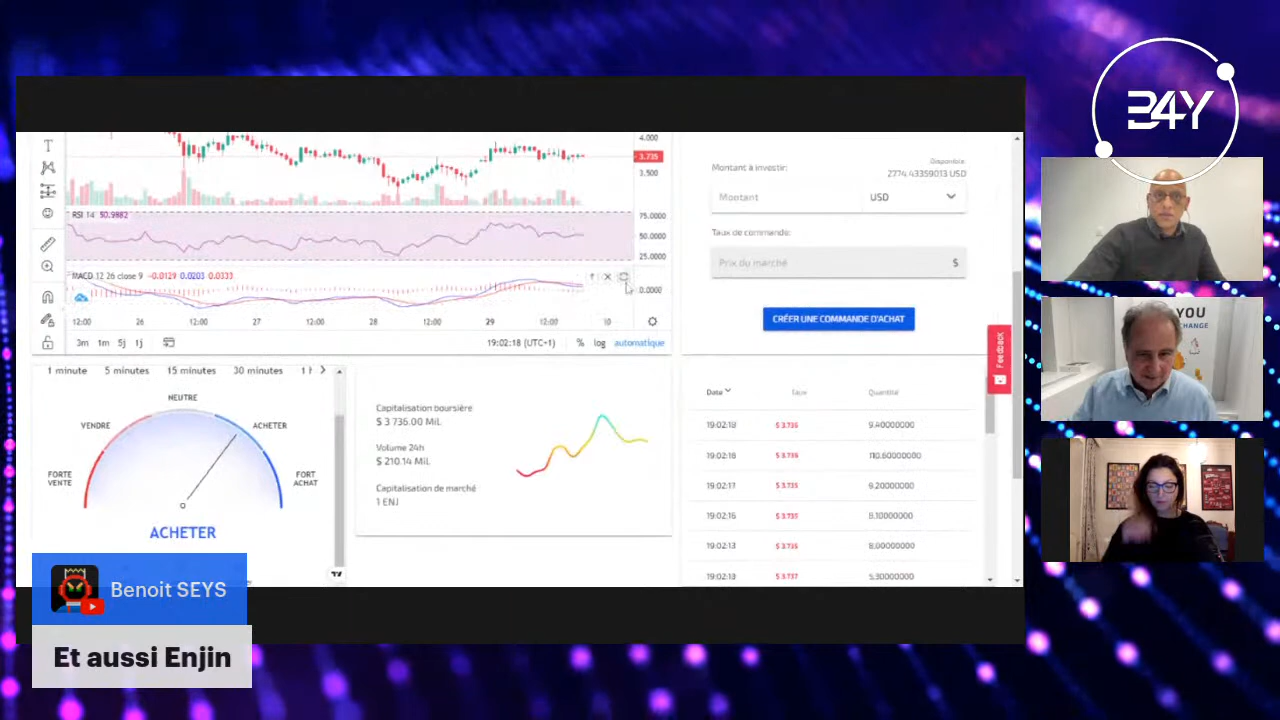 B4Y
4.000
3.735
3.500
RSI 14 50.9882
75.0000
50.0000
25.0000
MACD 12 26 close 9 -0.0129 0.0203 0.0333
0.0000
12:00 26 12:00 27 12:00 28 12:00 29 12:00 10
3m 1m 5j 1j
19:02:18 (UTC-1) % log automatique
Montant à investir:
Disponible:
2774.43359013 USD
Montant
USD
Taux de commande:
Prix du marché
$
CRÉER UNE COMMANDE D'ACHAT
Feedback
1 minute 5 minutes 15 minutes 30 minutes 1 h
NEUTRE
VENDRE
ACHETER
FORTE
VENTE
FORT
ACHAT
ACHETER
Capitalisation boursière
$ 3 736.00 MiL
Volume 24h
$ 210.14 MiL
Capitalisation de marché
1 ENJ
Date Taux Quantité
19:02:18 $ 3.735 9.40000000
19:02:18 $ 3.735 110.60000000
19:02:17 $ 3.735 9.20000000
19:02:16 $ 3.735 8.10000000
19:02:13 $ 3.735 8.00000000
19:02:13 $ 3.737 5.30000000
YOU
CHANGE
Benoit SEYS
Et aussi Enjin